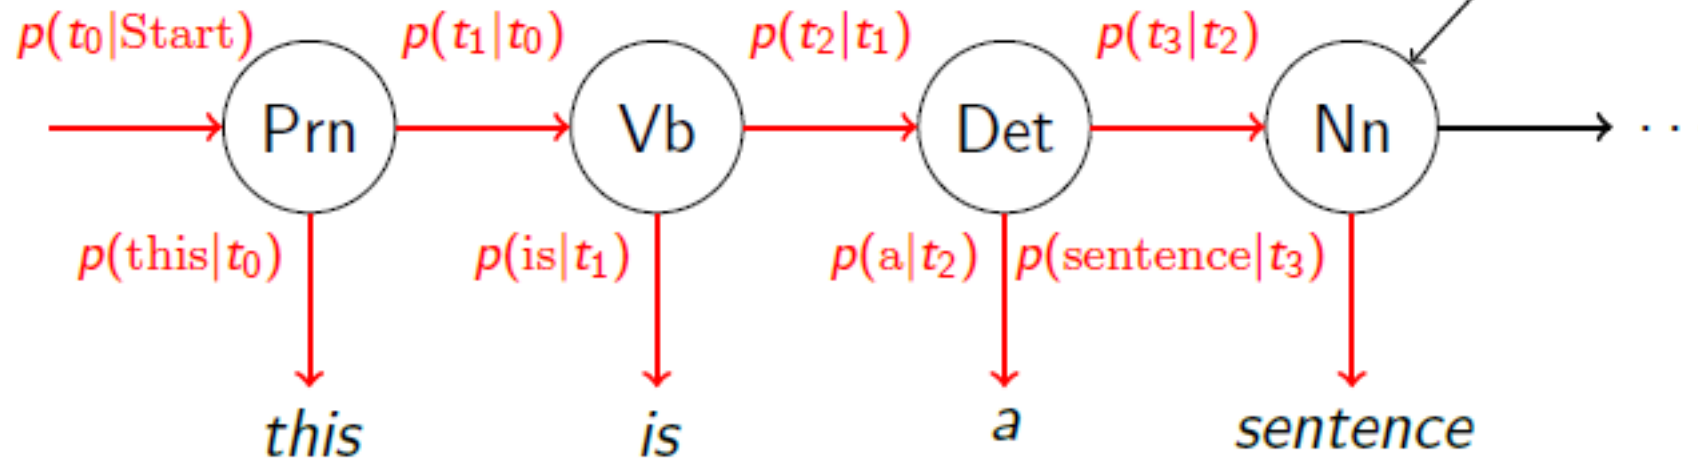 p(t₀|Start) p(t₁|t₀) p(t₂|t₁) p(t₃|t₂)
Prn Vb Det Nn ..
p(this|t₀) p(is|t₁) p(a|t₂) p(sentence|t₃)
this is a sentence